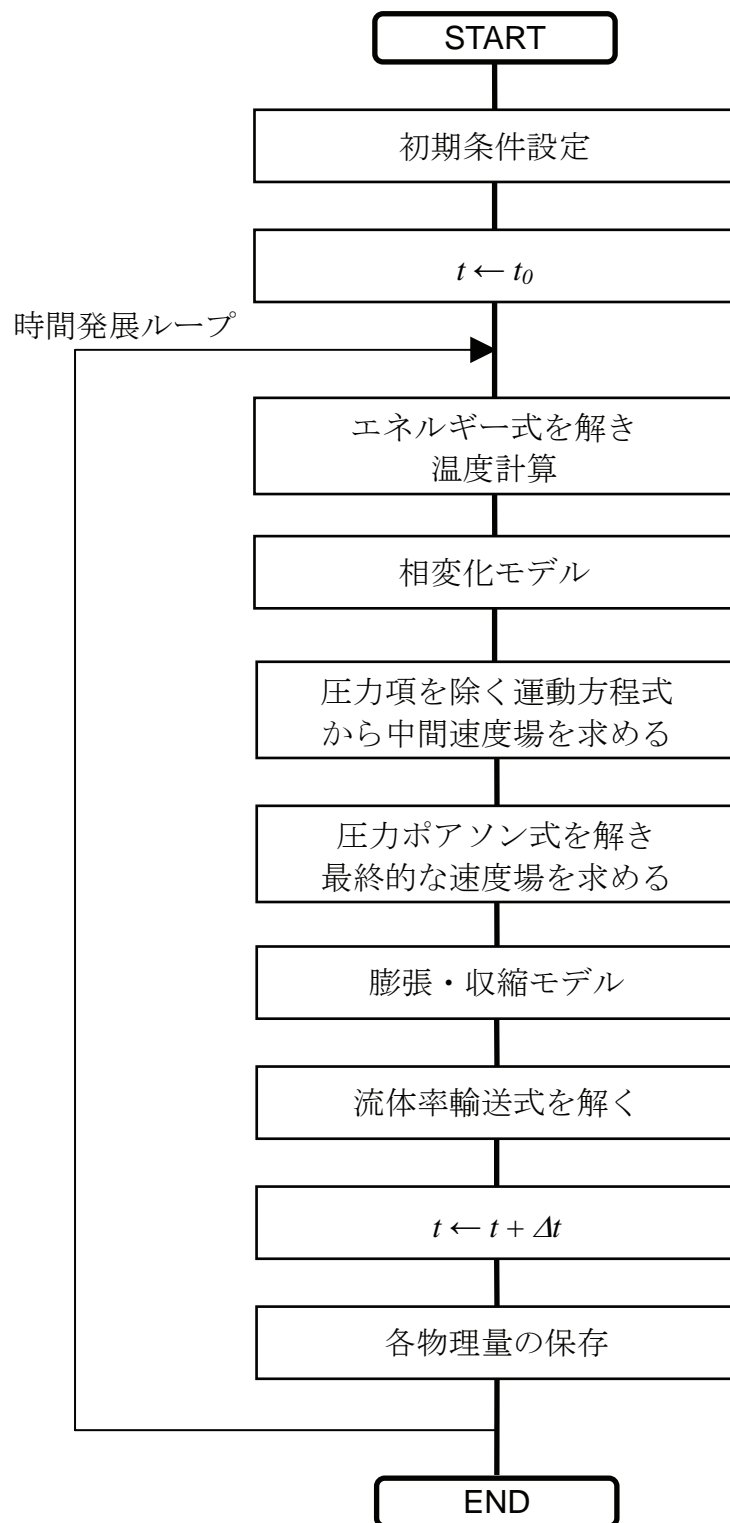 START
初期条件設定
t ← t₀
時間発展ループ
エネルギー式を解き
温度計算
相変化モデル
圧力項を除く運動方程式
から中間速度場を求める
圧力ポアソン式を解き
最終的な速度場を求める
膨張・収縮モデル
流体率輸送式を解く
t ← t + Δt
各物理量の保存
END